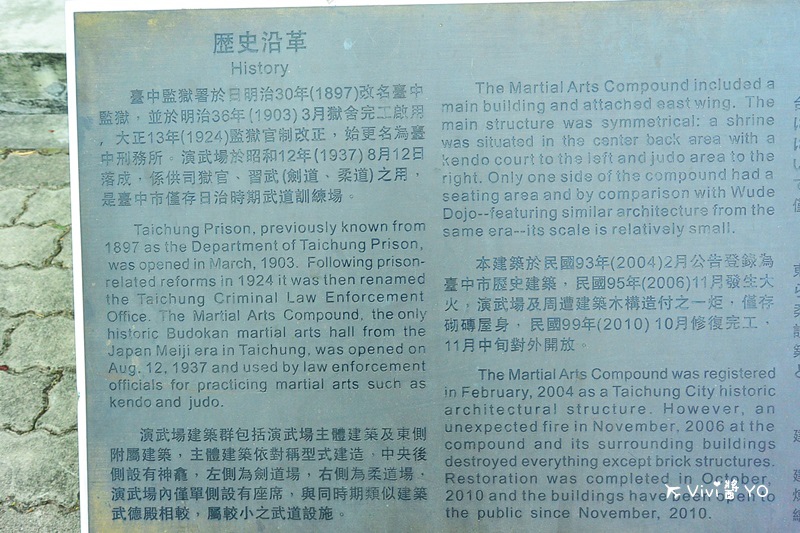 歷史沿革
History
臺中監獄署於日明治30年(1897)改名臺中
監獄，並於明治36年(1903) 3月獄舍完工啟用
，大正13年(1924)監獄官制改正，始更名為臺
中刑務所。演武場於昭和12年(1937) 8月12日
落成，係供司獄官、習武(劍道、柔道)之用，
是臺中市僅存日治時期武道訓練場。
Taichung Prison, previously known from
1897 as the Department of Taichung Prison,
was opened in March, 1903. Following prison-
related reforms in 1924 it was then renamed
the Taichung Criminal Law Enforcement
Office. The Martial Arts Compound, the only
historic Budokan martial arts hall from the
Japan Meiji era in Taichung, was opened on
Aug. 12, 1937 and used by law enforcement
officials for practicing martial arts such as
kendo and judo.
演武場建築群包括演武場主體建築及東側
附屬建築，主體建築依對稱型式建造，中央後
側設有神龕，左側為劍道場，右側為柔道場，
演武場內僅單側設有座席，與同時期類似建築
武德殿相較，屬較小之武道設施。
The Martial Arts Compound included a
main building and attached east wing. The
main structure was symmetrical: a shrine
was situated in the center back area with a
kendo court to the left and judo area to the
right. Only one side of the compound had a
seating area and by comparison with Wude
Dojo--featuring similar architecture from the
same era--its scale is relatively small.
本建築於民國93年(2004)2月公告登錄為
臺中市歷史建築，民國95年(2006)11月發生大
火，演武場及周遭建築木構造付之一炬，僅存
砌磚屋身，民國99年(2010) 10月修復完工，
11月中旬對外開放。
The Martial Arts Compound was registered
in February, 2004 as a Taichung City historic
architectural structure. However, an
unexpected fire in November, 2006 at the
compound and its surrounding buildings
destroyed everything except brick structures.
Restoration was completed in October,
2010 and the buildings have been open to
the public since November, 2010.
Vivi醬YO